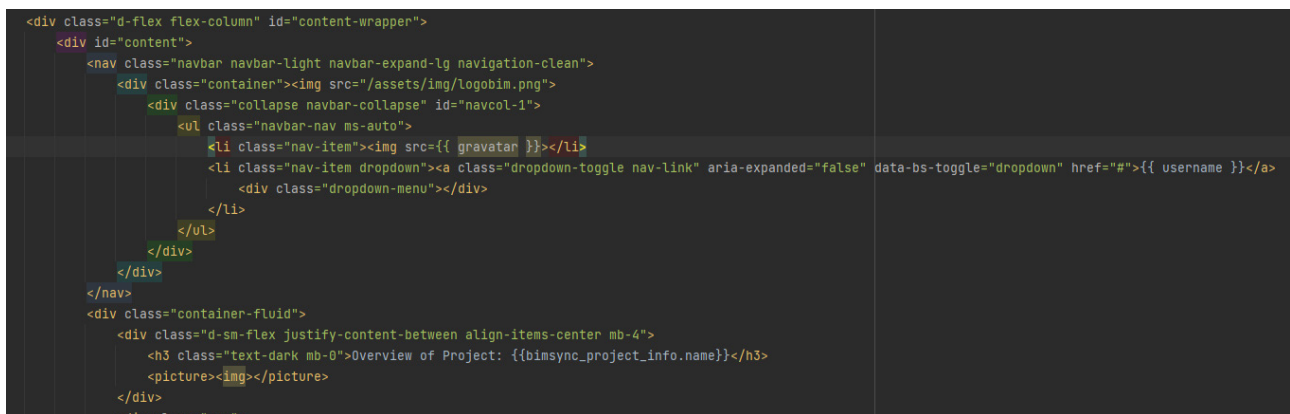 <div class="d-flex flex-column" id="content-wrapper">
<div id="content">
<nav class="navbar navbar-light navbar-expand-lg navigation-clean">
<div class="container"><img src="/assets/img/logobim.png">
<div class="collapse navbar-collapse" id="navcol-1">
<ul class="navbar-nav ms-auto">
<li class="nav-item"><img src={{ gravatar }}></li>
<li class="nav-item dropdown"><a class="dropdown-toggle nav-link" aria-expanded="false" data-bs-toggle="dropdown" href="#">{{ username }}</a>
<div class="dropdown-menu"></div>
</li>
</ul>
</div>
</div>
</nav>
<div class="container-fluid">
<div class="d-sm-flex justify-content-between align-items-center mb-4">
<h3 class="text-dark mb-0">Overview of Project: {{bimsync_project_info.name}}</h3>
<picture><img></picture>
</div>